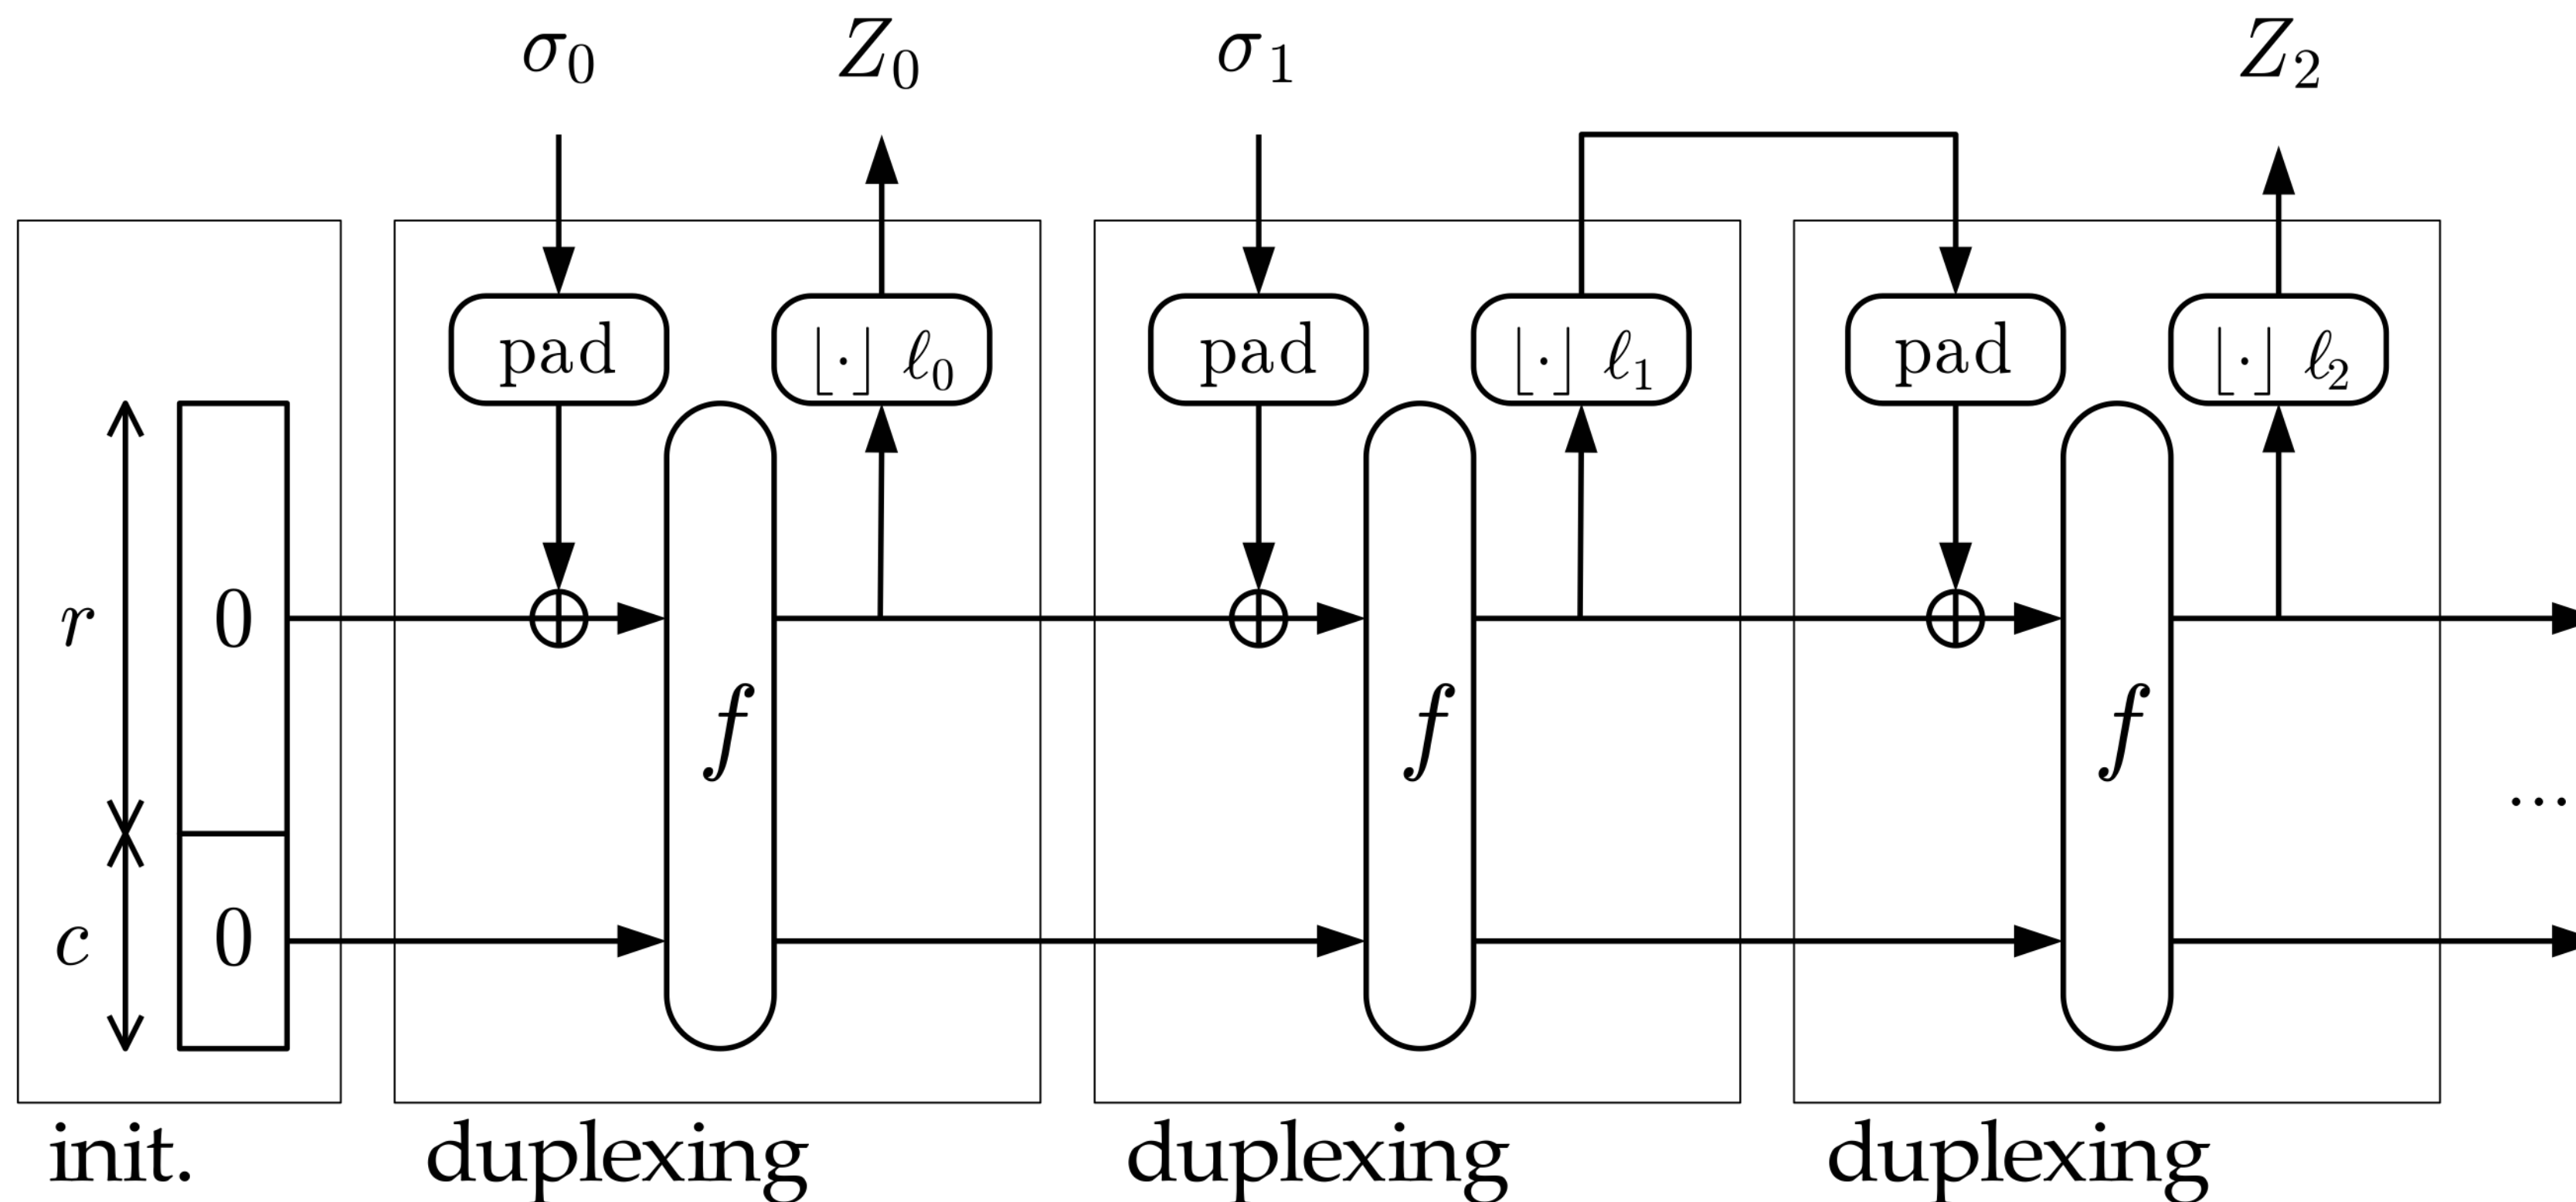 σ₀ Z₀ σ₁ Z₂
pad ⌊·⌋ ℓ₀ pad ⌊·⌋ ℓ₁ pad ⌊·⌋ ℓ₂
r 0
f f f
...
c 0
init. duplexing duplexing duplexing